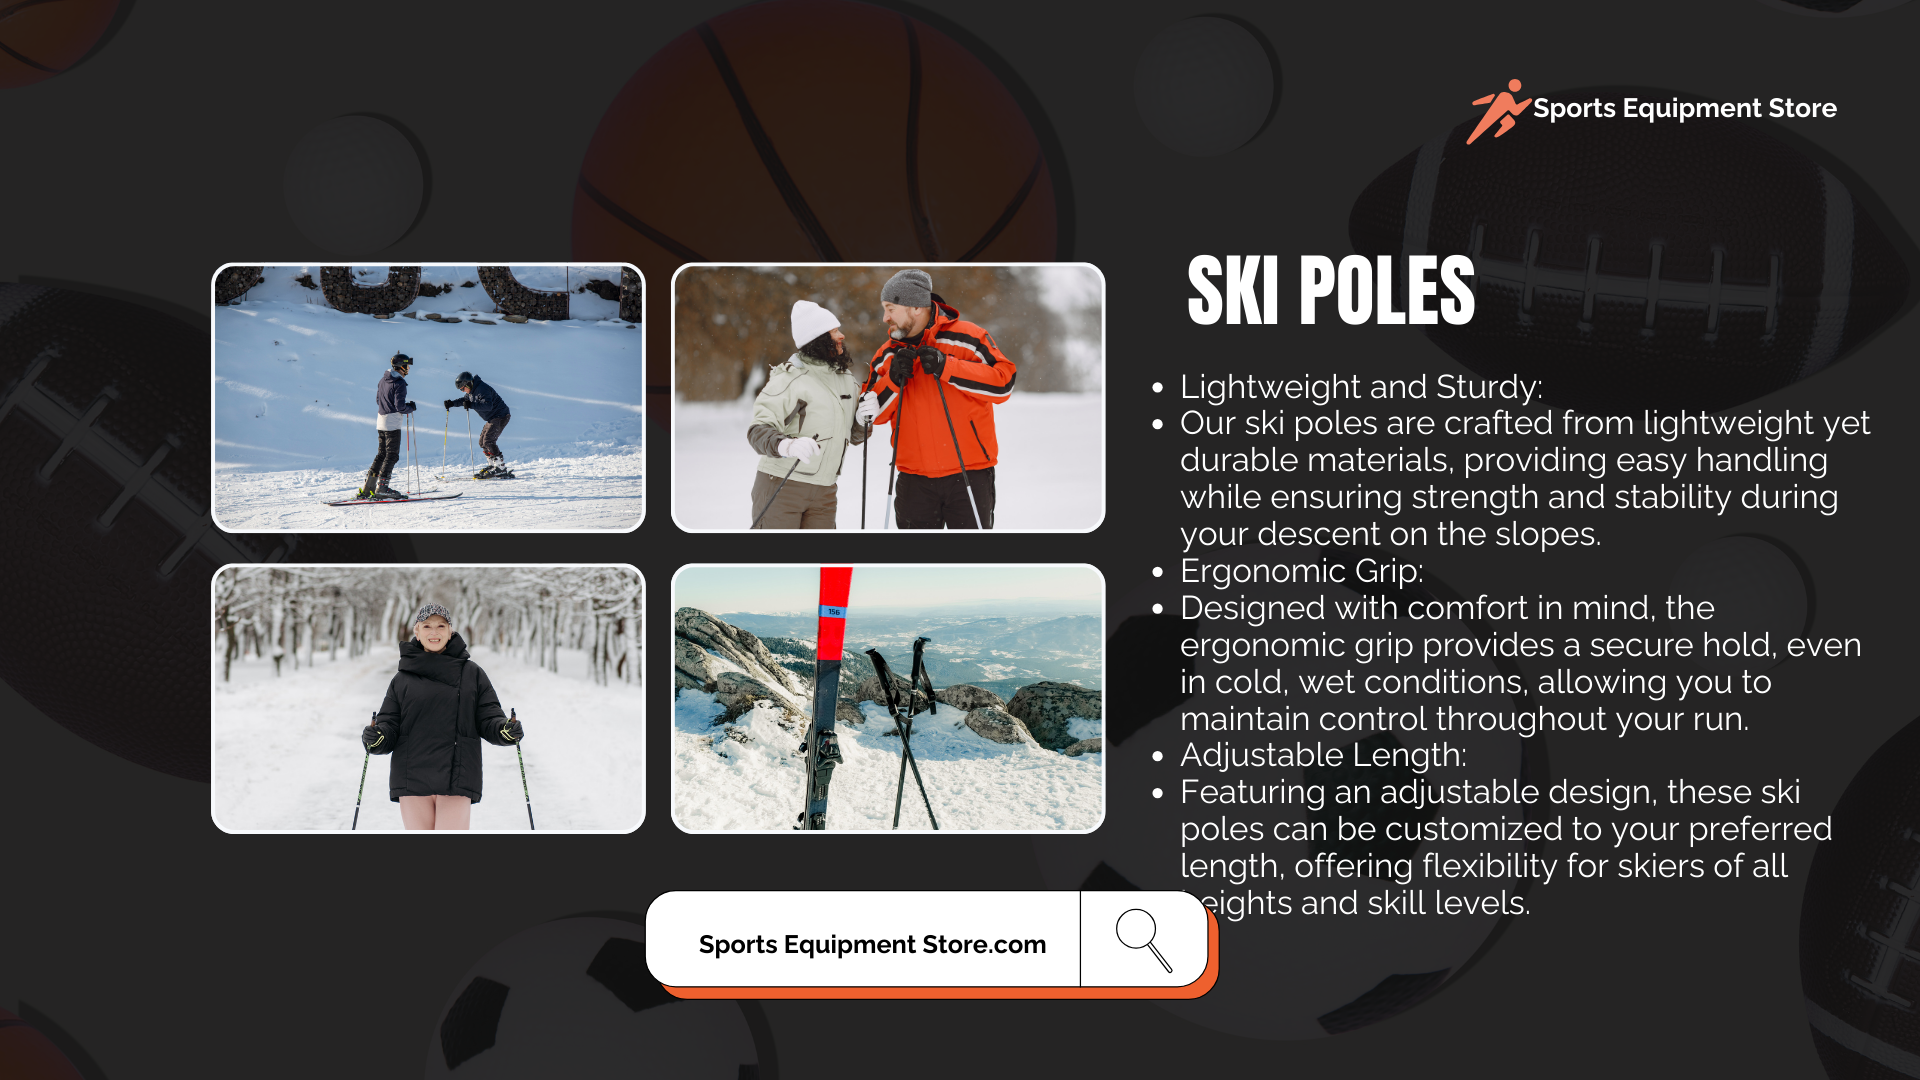 Sports Equipment Store
SKI POLES
• Lightweight and Sturdy:
• Our ski poles are crafted from lightweight yet
durable materials, providing easy handling
while ensuring strength and stability during
your descent on the slopes.
• Ergonomic Grip:
• Designed with comfort in mind, the
ergonomic grip provides a secure hold, even
in cold, wet conditions, allowing you to
maintain control throughout your run.
• Adjustable Length:
• Featuring an adjustable design, these ski
poles can be customized to your preferred
length, offering flexibility for skiers of all
heights and skill levels.
156
Sports Equipment Store.com